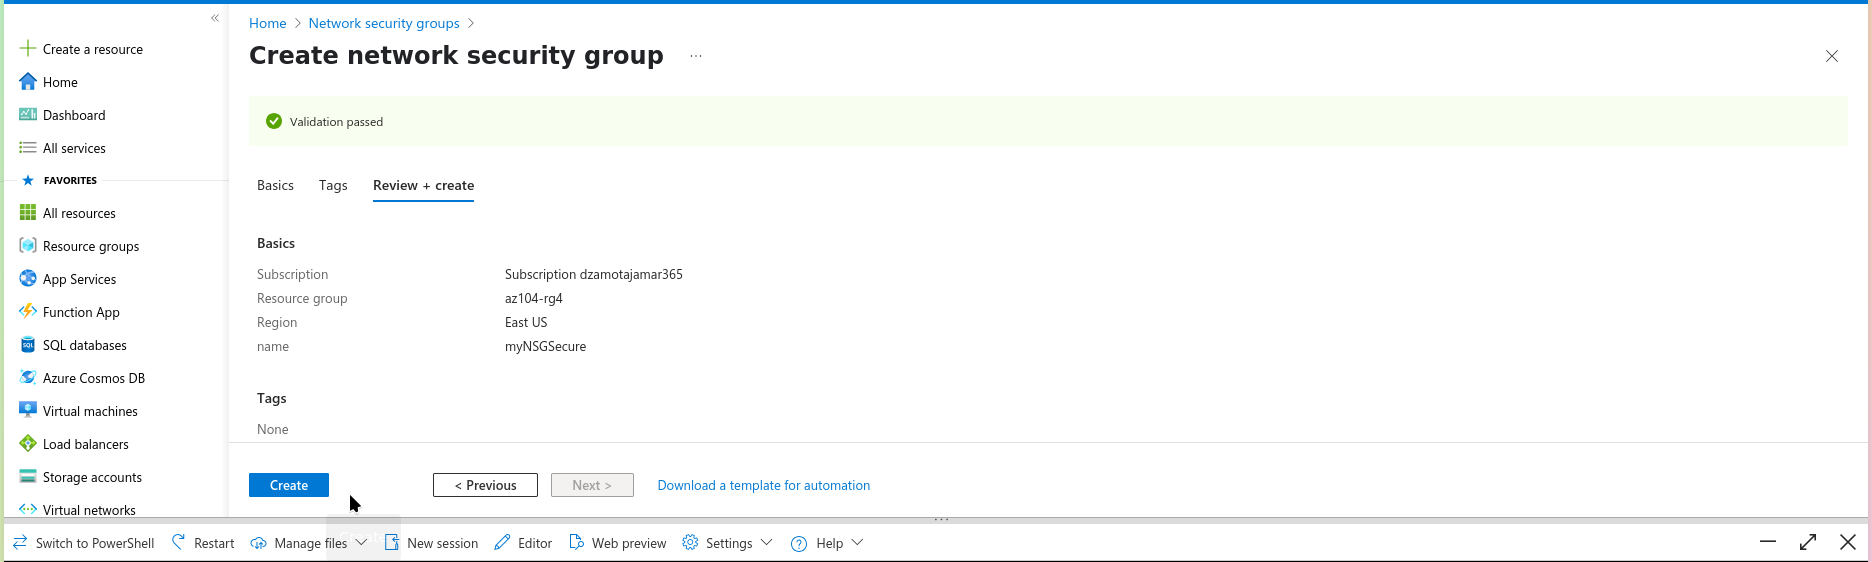 «
Create a resource
Home
Dashboard
All services
FAVORITES
All resources
Resource groups
App Services
Function App
SQL databases
Azure Cosmos DB
Virtual machines
Load balancers
Storage accounts
Virtual networks
Home > Network security groups >
Create network security group ...
Validation passed
Basics Tags Review + create
Basics
Subscription Subscription dzamotajamar365
Resource group az104-rg4
Region East US
name myNSGSecure
Tags
None
Create < Previous Next > Download a template for automation
...
Switch to PowerShell Restart Manage files New session Editor Web preview Settings Help